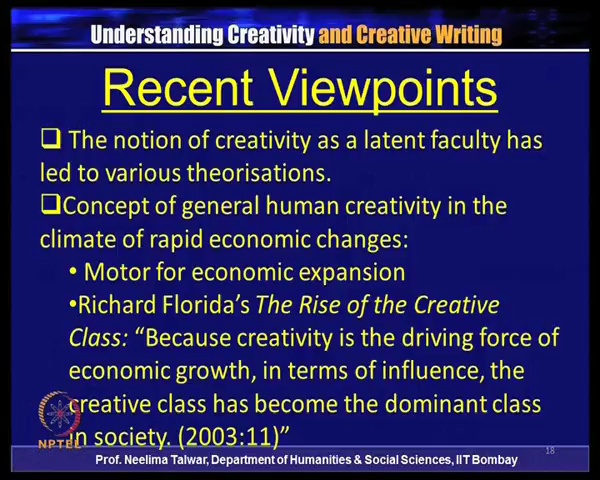 Understanding Creativity and Creative Writing
Recent Viewpoints
❑ The notion of creativity as a latent faculty has
led to various theorisations.
❑Concept of general human creativity in the
climate of rapid economic changes:
• Motor for economic expansion
•Richard Florida's The Rise of the Creative
Class: “Because creativity is the driving force of
economic growth, in terms of influence, the
creative class has become the dominant class
in society. (2003:11)”
NPTEL
18
Prof. Neelima Talwar, Department of Humanities & Social Sciences, IIT Bombay